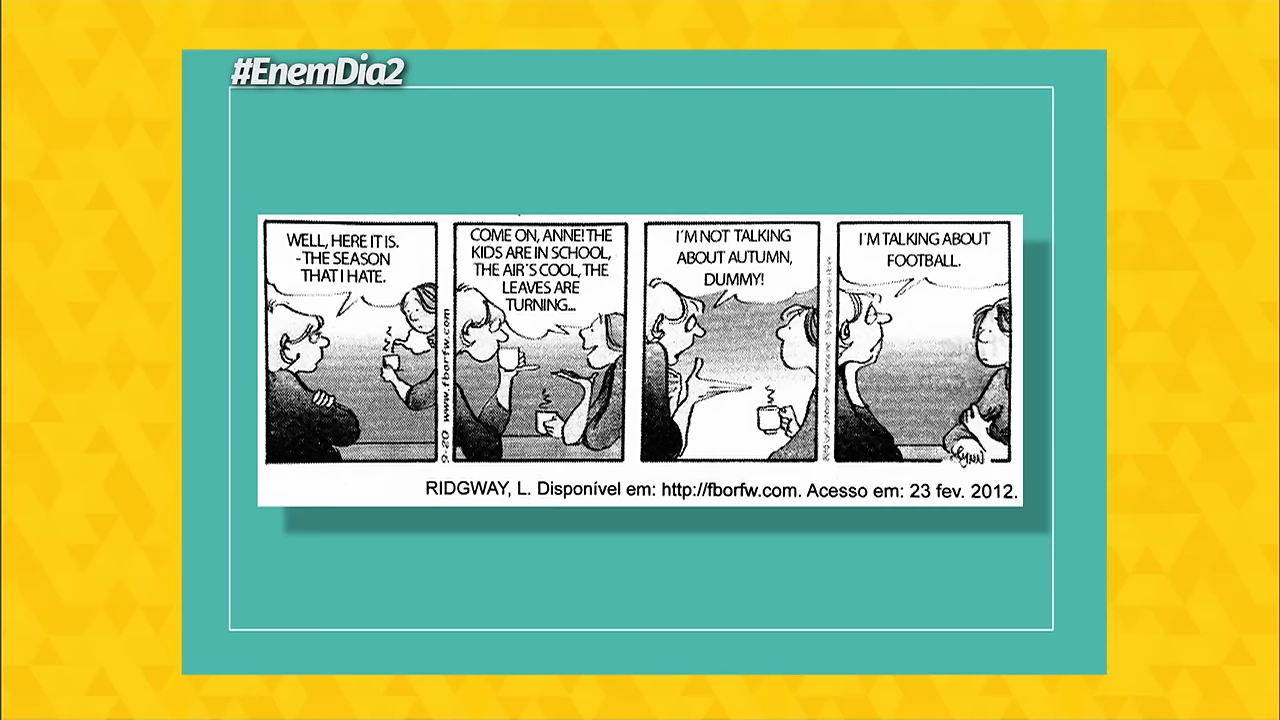 #EnemDia2
WELL, HERE IT IS.
-THE SEASON
THAT I HATE.
COME ON, ANNE! THE
KIDS ARE IN SCHOOL,
THE AIR´S COOL, THE
LEAVES ARE
TURNING...
I´M NOT TALKING
ABOUT AUTUMN,
DUMMY!
I´M TALKING ABOUT
FOOTBALL.
9-20 www.fborfw.com
Lynn
RIDGWAY, L. Disponível em: http://fborfw.com. Acesso em: 23 fev. 2012.